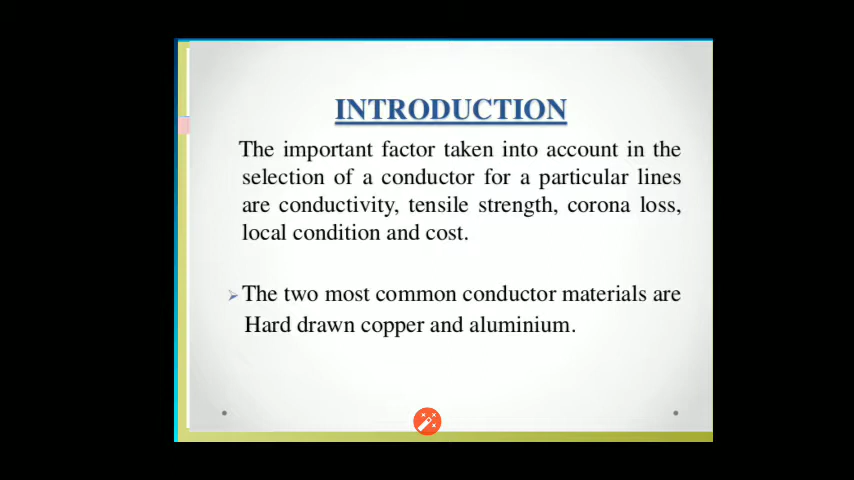 INTRODUCTION
The important factor taken into account in the
selection of a conductor for a particular lines
are conductivity, tensile strength, corona loss,
local condition and cost.
The two most common conductor materials are
Hard drawn copper and aluminium.